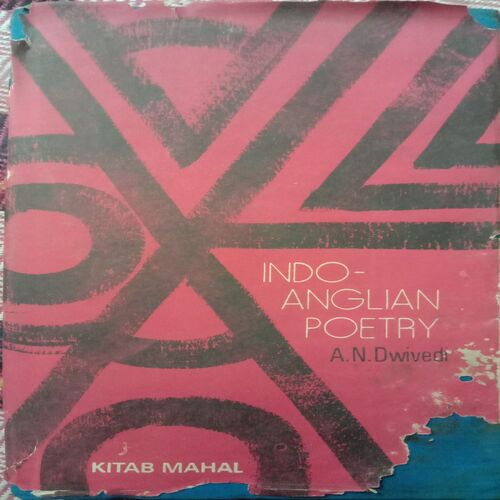 INDO-
ANGLIAN
POETRY
A.N.Dwivedi
KITAB MAHAL